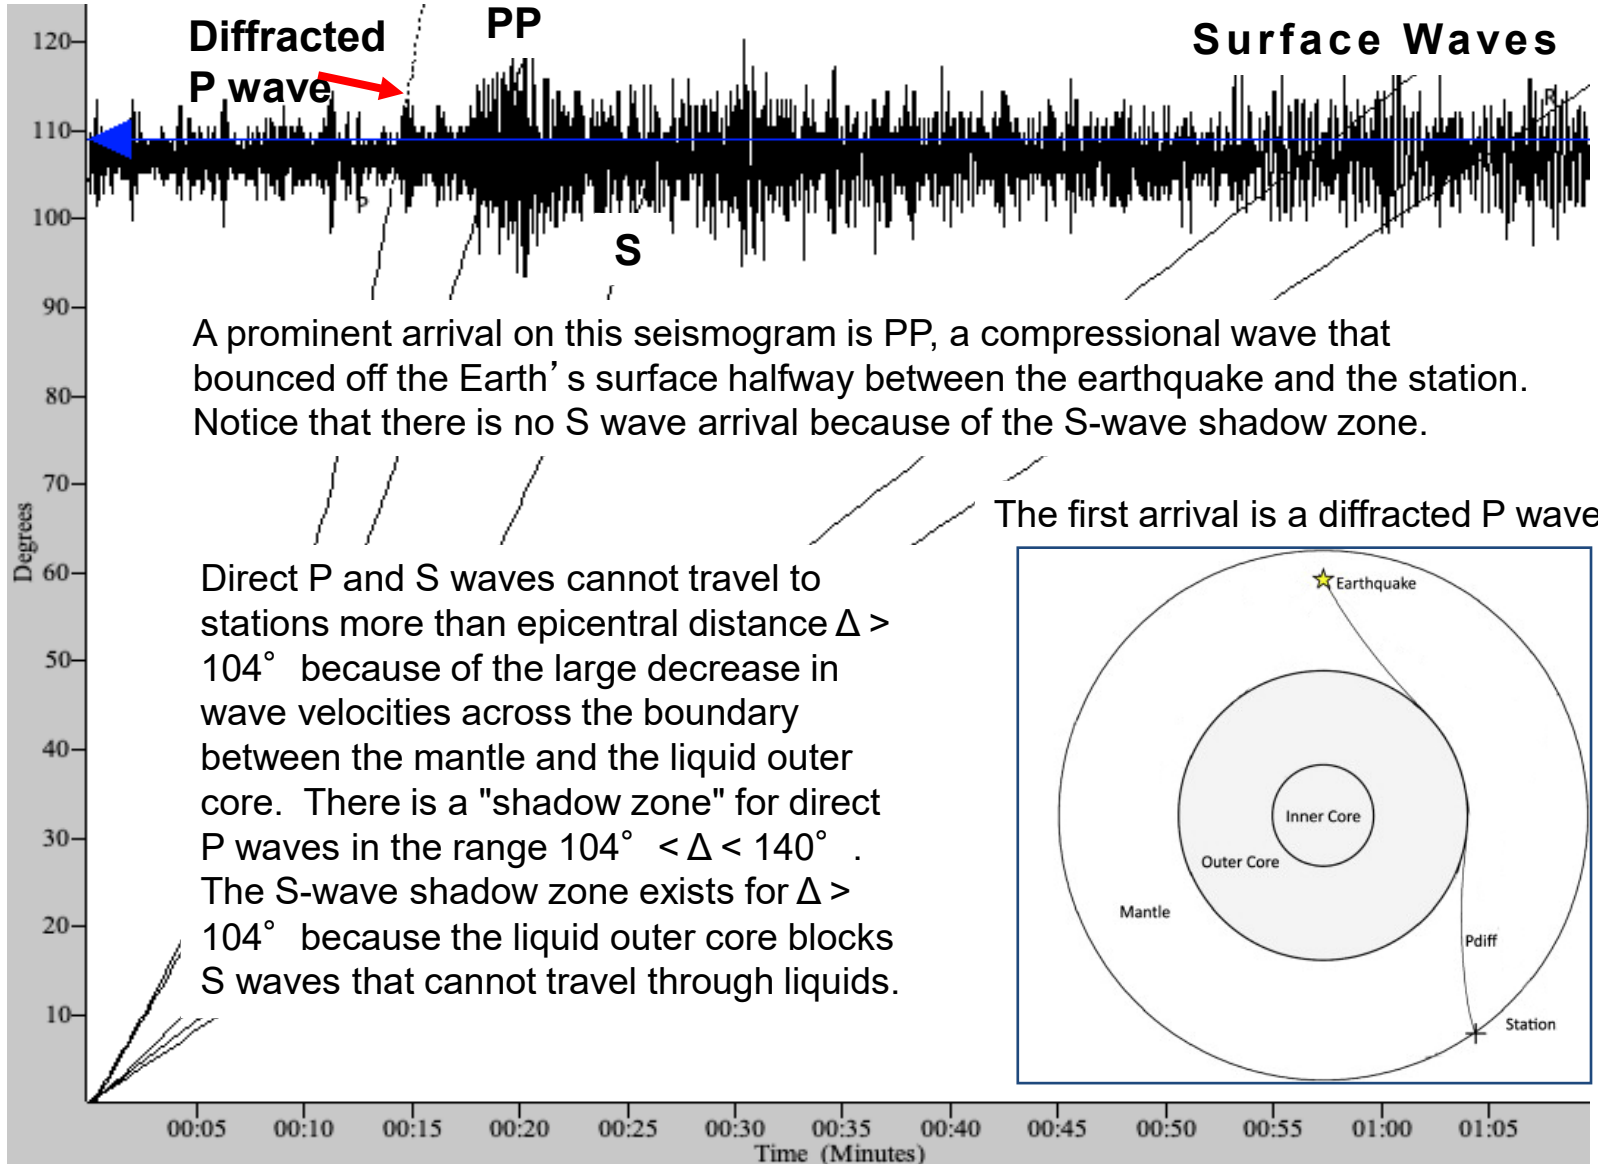 Diffracted
P wave
PP
Surface Waves
R
P
S
A prominent arrival on this seismogram is PP, a compressional wave that
bounced off the Earth's surface halfway between the earthquake and the station.
Notice that there is no S wave arrival because of the S-wave shadow zone.
The first arrival is a diffracted P wave
Direct P and S waves cannot travel to
stations more than epicentral distance Δ >
104° because of the large decrease in
wave velocities across the boundary
between the mantle and the liquid outer
core. There is a "shadow zone" for direct
P waves in the range 104° < Δ < 140° .
The S-wave shadow zone exists for Δ >
104° because the liquid outer core blocks
S waves that cannot travel through liquids.
Earthquake
Inner Core
Outer Core
Mantle
Pdiff
Station
120
110
100
90
80
70
60
50
40
30
20
10
Degrees
00:05 00:10 00:15 00:20 00:25 00:30 00:35 00:40 00:45 00:50 00:55 01:00 01:05
Time (Minutes)